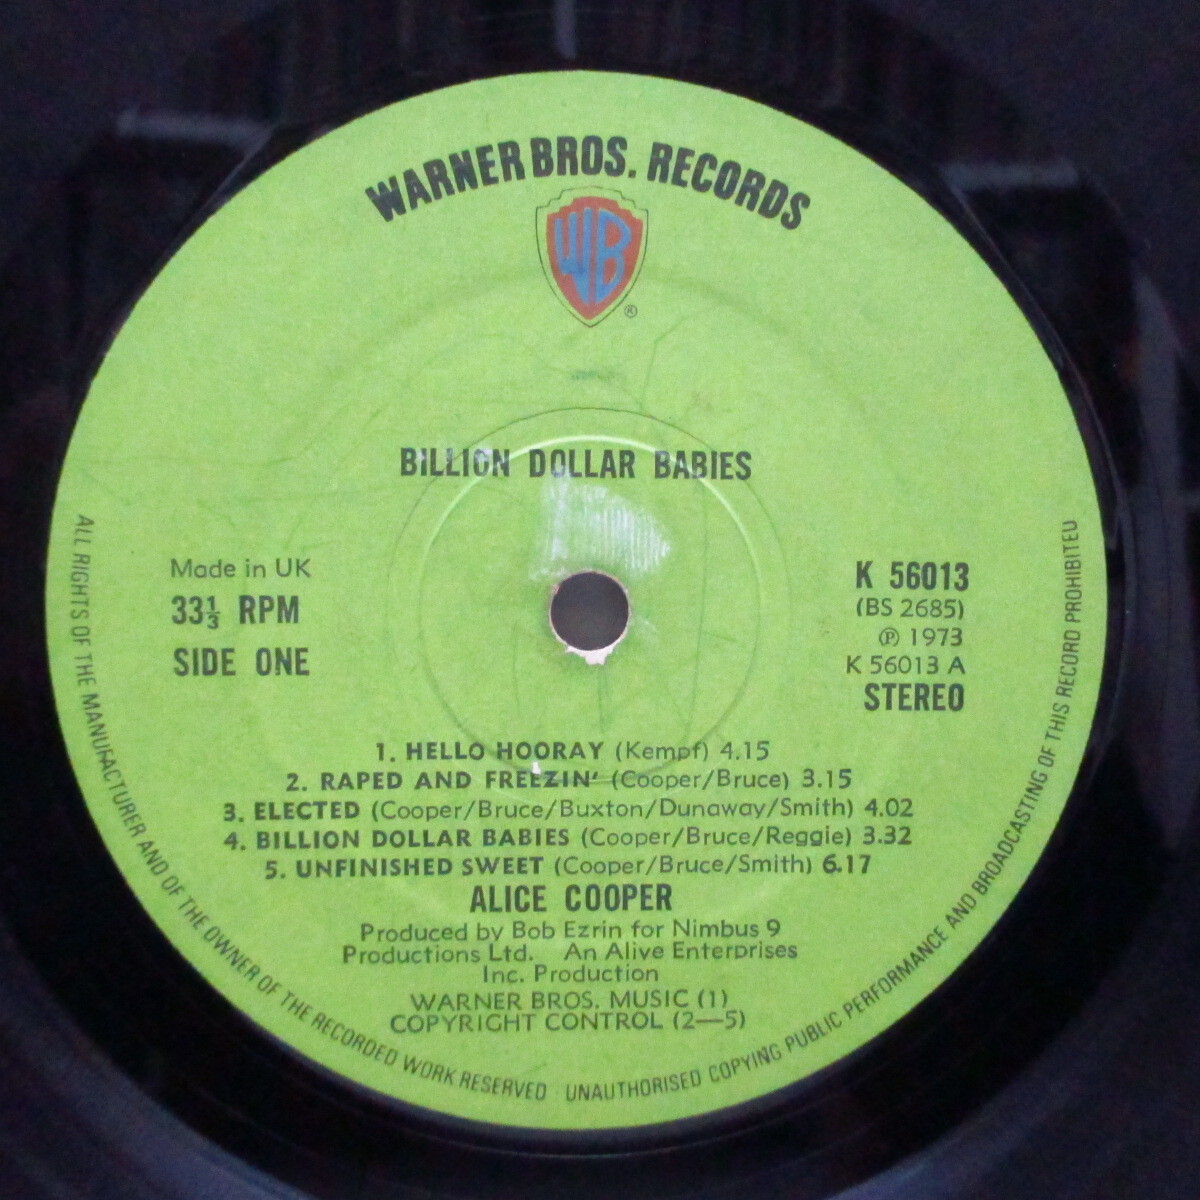 WARNER BROS. RECORDS
WB
®
BILLION DOLLAR BABIES
Made in UK
33⅓ RPM
SIDE ONE
K 56013
(BS 2685)
℗ 1973
K 56013 A
STEREO
1. HELLO HOORAY (Kempf) 4.15
2. RAPED AND FREEZIN' (Cooper/Bruce) 3.15
3. ELECTED (Cooper/Bruce/Buxton/Dunaway/Smith) 4.02
4. BILLION DOLLAR BABIES (Cooper/Bruce/Reggie) 3.32
5. UNFINISHED SWEET (Cooper/Bruce/Smith) 6.17
ALICE COOPER
Produced by Bob Ezrin for Nimbus 9
Productions Ltd. An Alive Enterprises
Inc. Production
WARNER BROS. MUSIC (1)
COPYRIGHT CONTROL (2—5)
ALL RIGHTS OF THE MANUFACTURER AND OF THE OWNER OF THE RECORDED WORK RESERVED UNAUTHORISED COPYING PUBLIC PERFORMANCE AND BROADCASTING OF THIS RECORD PROHIBITED